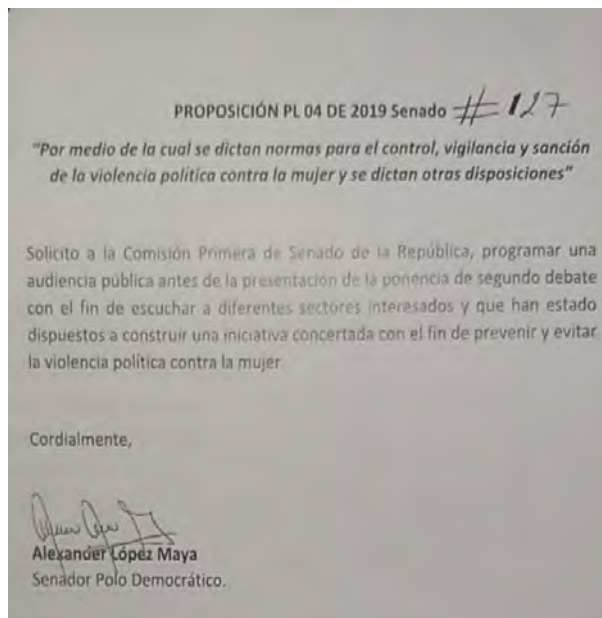 PROPOSICIÓN PL 04 DE 2019 Senado # 127
"Por medio de la cual se dictan normas para el control, vigilancia y sanción
de la violencia política contra la mujer y se dictan otras disposiciones"
Solicito a la Comisión Primera de Senado de la República, programar una
audiencia pública antes de la presentación de la ponencia de segundo debate
con el fin de escuchar a diferentes sectores interesados y que han estado
dispuestos a construir una iniciativa concertada con el fin de prevenir y evitar
la violencia política contra la mujer.
Cordialmente,
Alexander López Maya
Senador Polo Democrático.